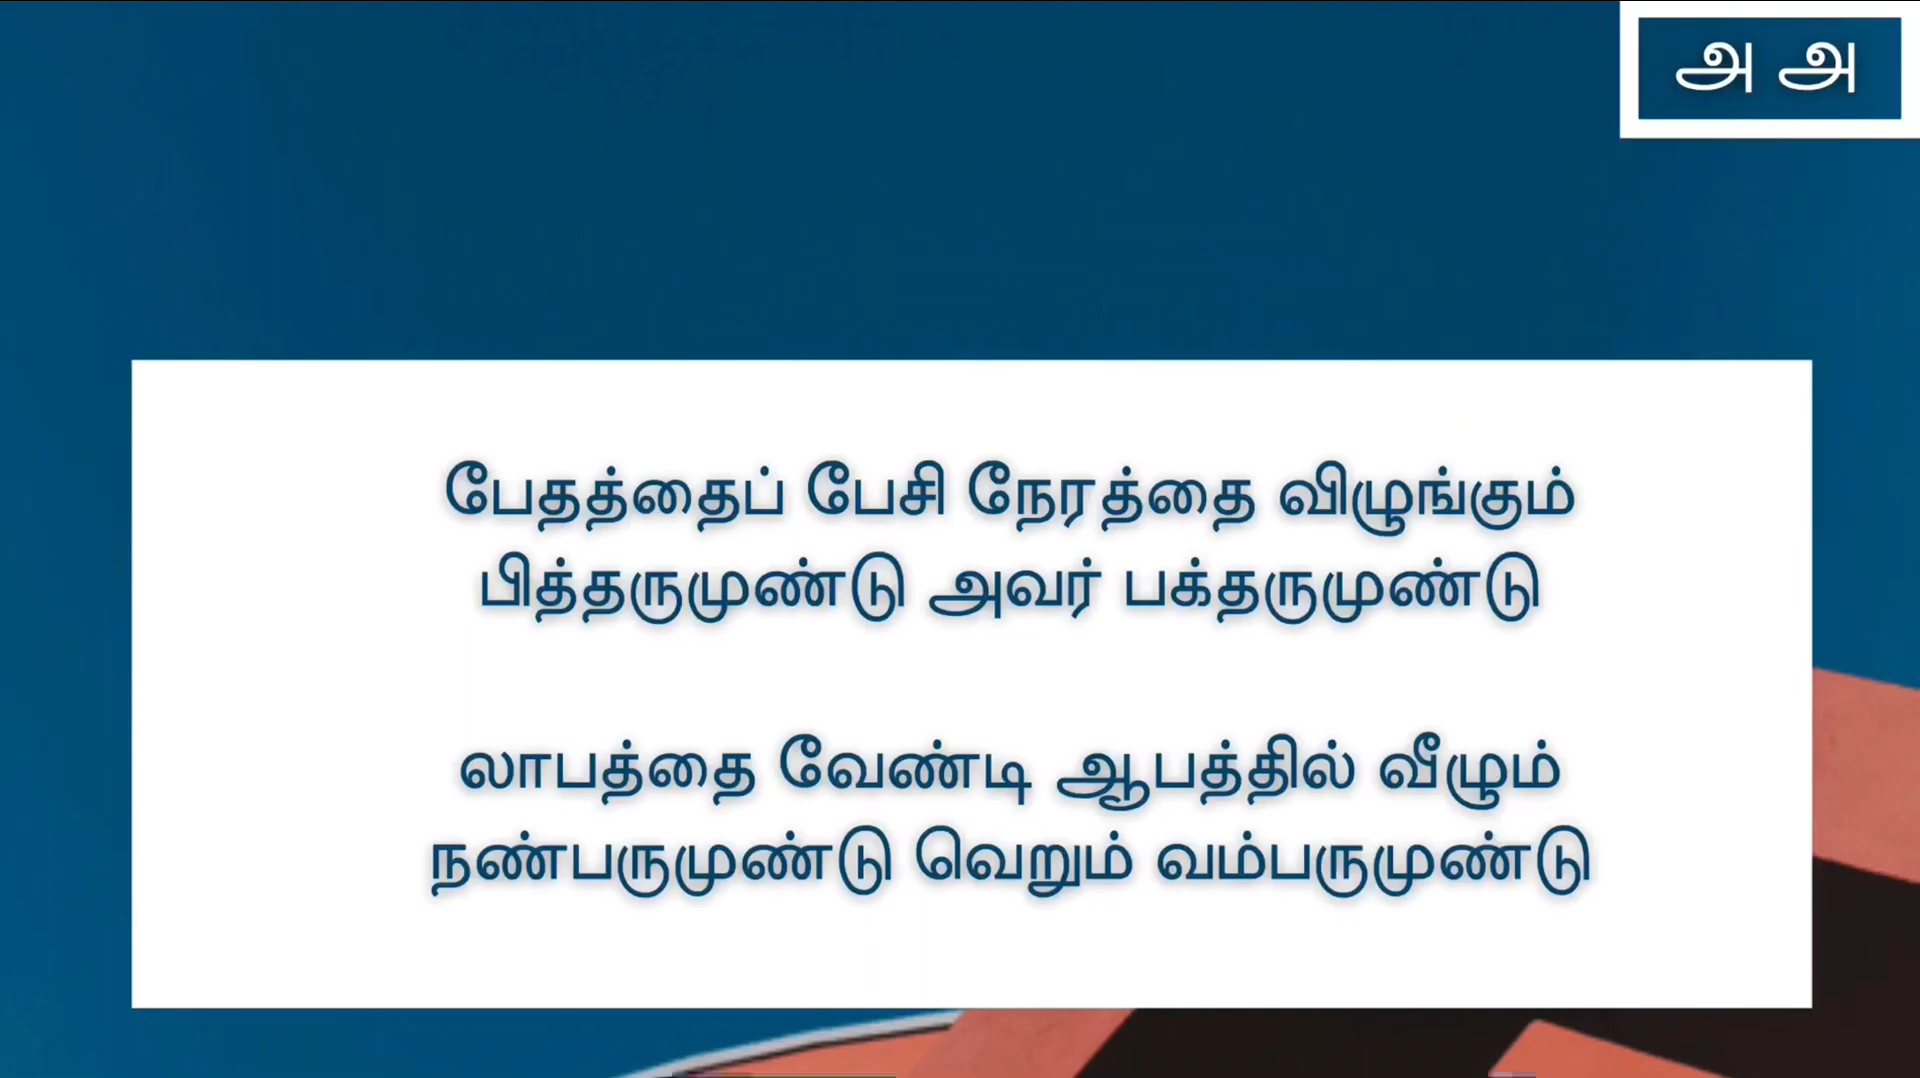 அ அ
பேதத்தைப் பேசி நேரத்தை விழுங்கும்
பித்தருமுண்டு அவர் பக்தருமுண்டு
லாபத்தை வேண்டி ஆபத்தில் வீழும்
நண்பருமுண்டு வெறும் வம்பருமுண்டு